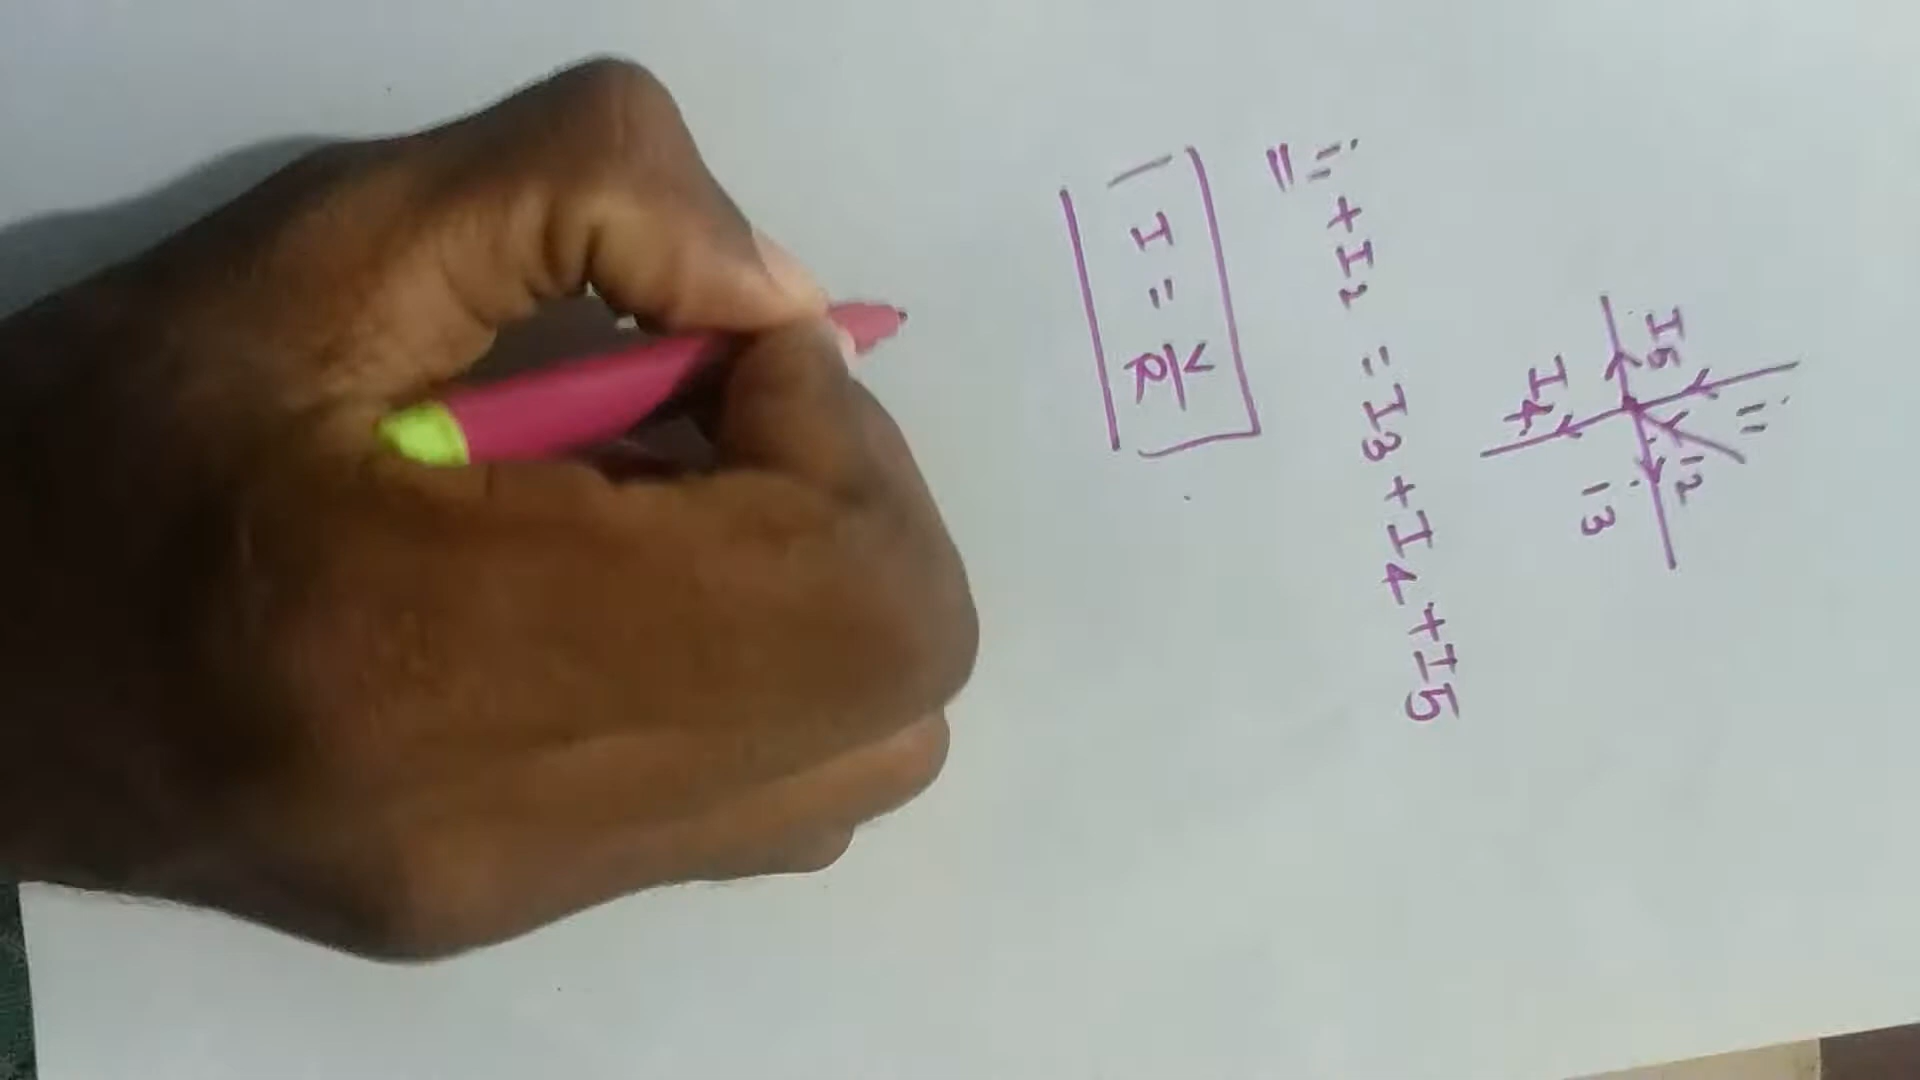 I5
i1
I4
i2
i3
i1 + I2 = I3 + I4 + I5
I = V/R